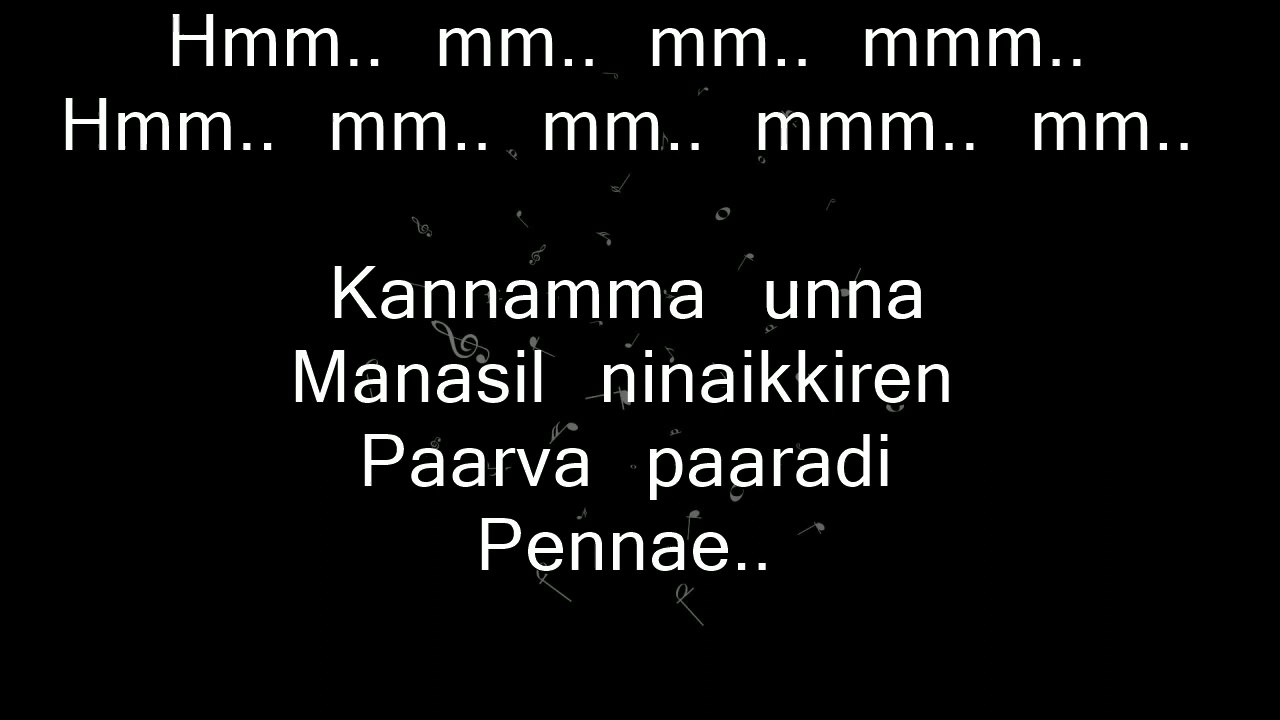 Hmm.. mm.. mm.. mmm..
Hmm.. mm.. mm.. mmm.. mm..
Kannamma unna
Manasil ninaikkiren
Paarva paaradi
Pennae..